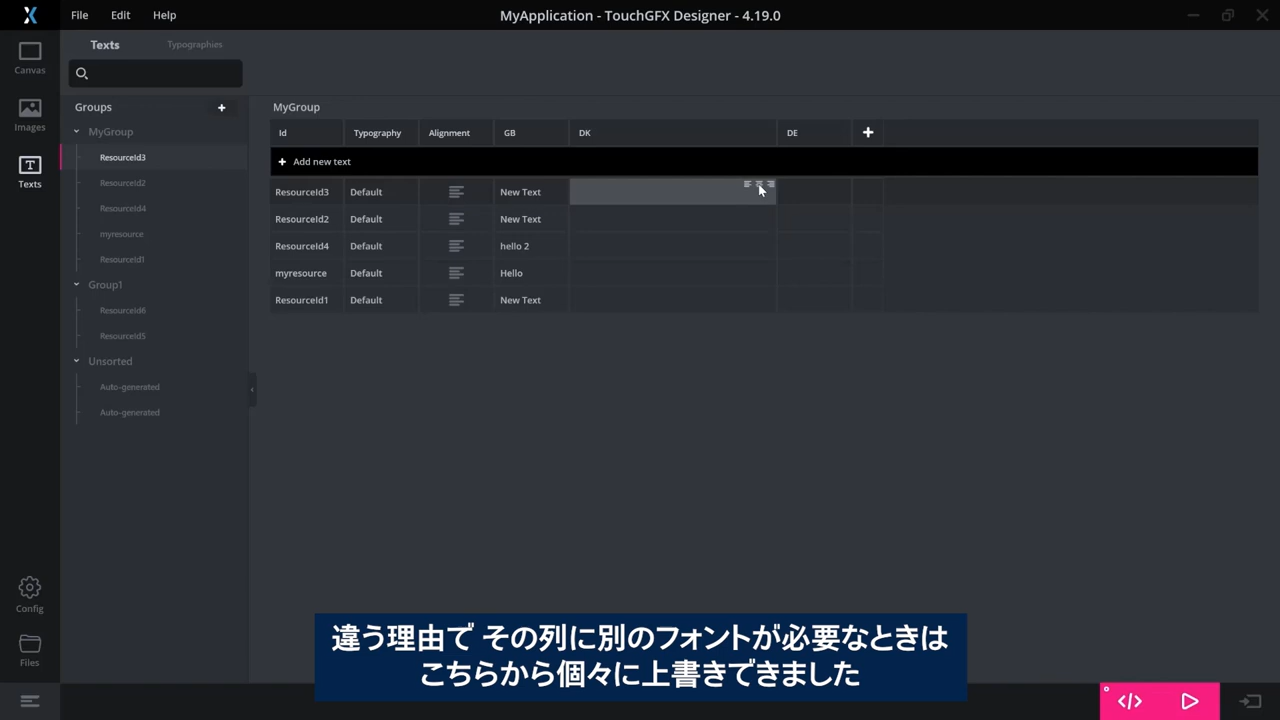 File Edit Help MyApplication - TouchGFX Designer - 4.19.0
Canvas
Images
Texts
Config
Files
Texts Typographies
Groups +
MyGroup
ResourceId3
ResourceId2
ResourceId4
myresource
ResourceId1
Group1
ResourceId6
ResourceId5
Unsorted
Auto-generated
Auto-generated
MyGroup
Id Typography Alignment GB DK DE +
+ Add new text
ResourceId3 Default New Text
ResourceId2 Default New Text
ResourceId4 Default hello 2
myresource Default Hello
ResourceId1 Default New Text
違う理由で その列に別のフォントが必要なときは
こちらから個々に上書きできました